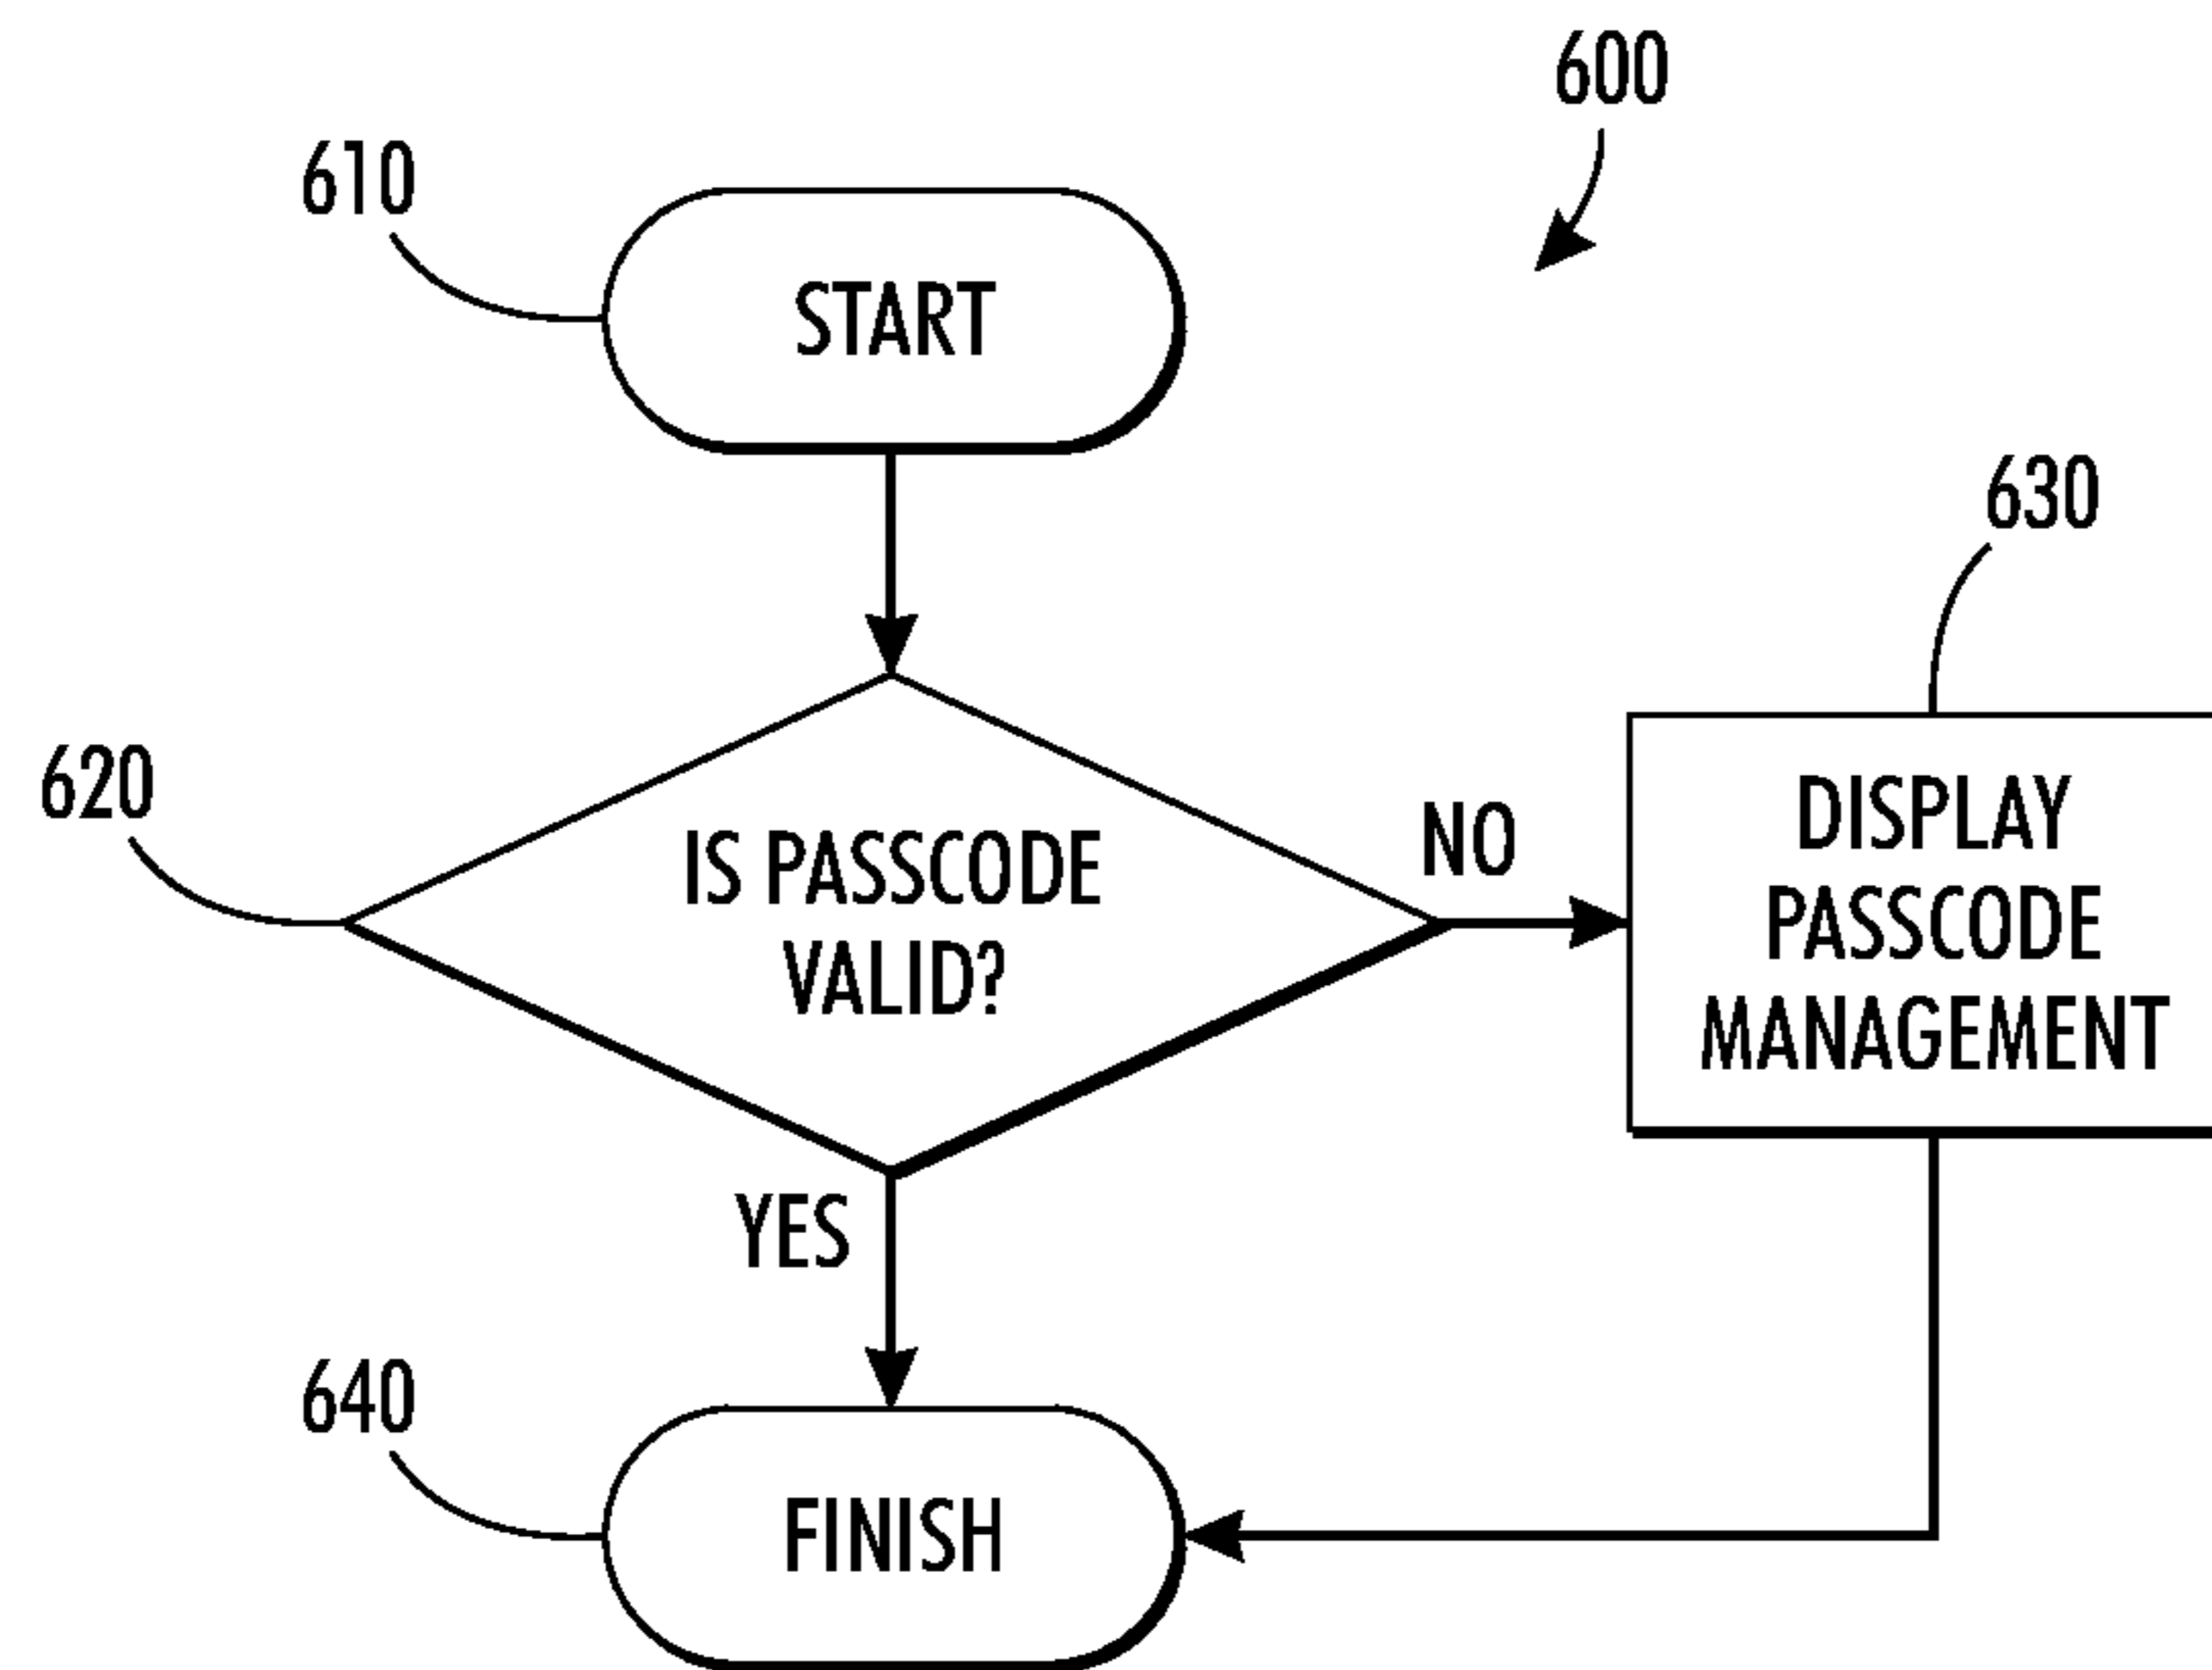 600
610
START
630
620
IS PASSCODE
VALID?
NO
DISPLAY
PASSCODE
MANAGEMENT
YES
640
FINISH